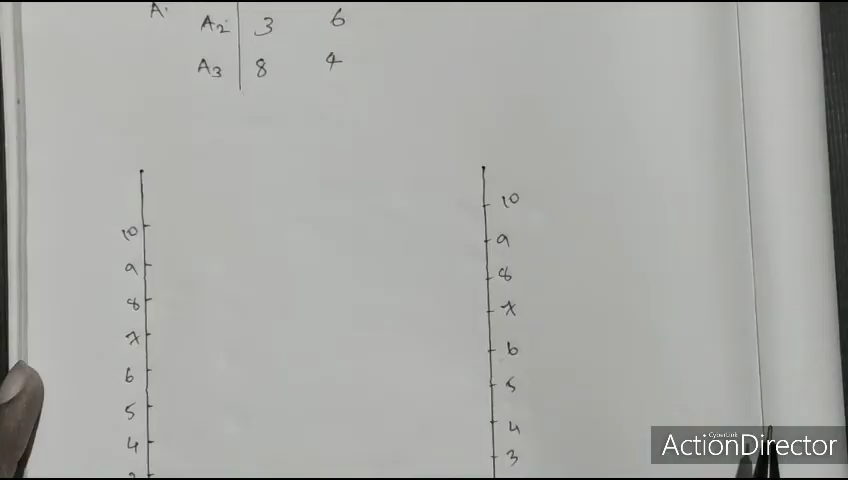 A.
A2 3 6
A3 8 4
10 10
9 9
8 8
7 7
6 6
5 5
4 4
3
CyberLink
ActionDirector